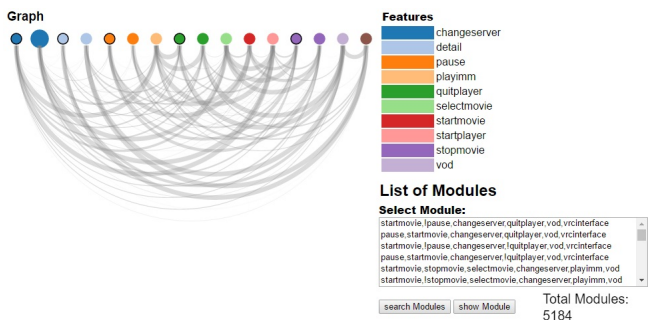 Graph
Features
changeserver
detail
pause
playimm
quitplayer
selectmovie
startmovie
startplayer
stopmovie
vod
List of Modules
Select Module:
startmovie,!pause,changeserver,quitplayer,vod,vrcinterface
pause,startmovie,changeserver,quitplayer,vod,vrcinterface
startmovie,!pause,changeserver,!quitplayer,vod,vrcinterface
pause,startmovie,changeserver,!quitplayer,vod,vrcinterface
startmovie,stopmovie,selectmovie,changeserver,playimm,vod
startmovie,!stopmovie,selectmovie,changeserver,playimm,vod
search Modules show Module
Total Modules:
5184